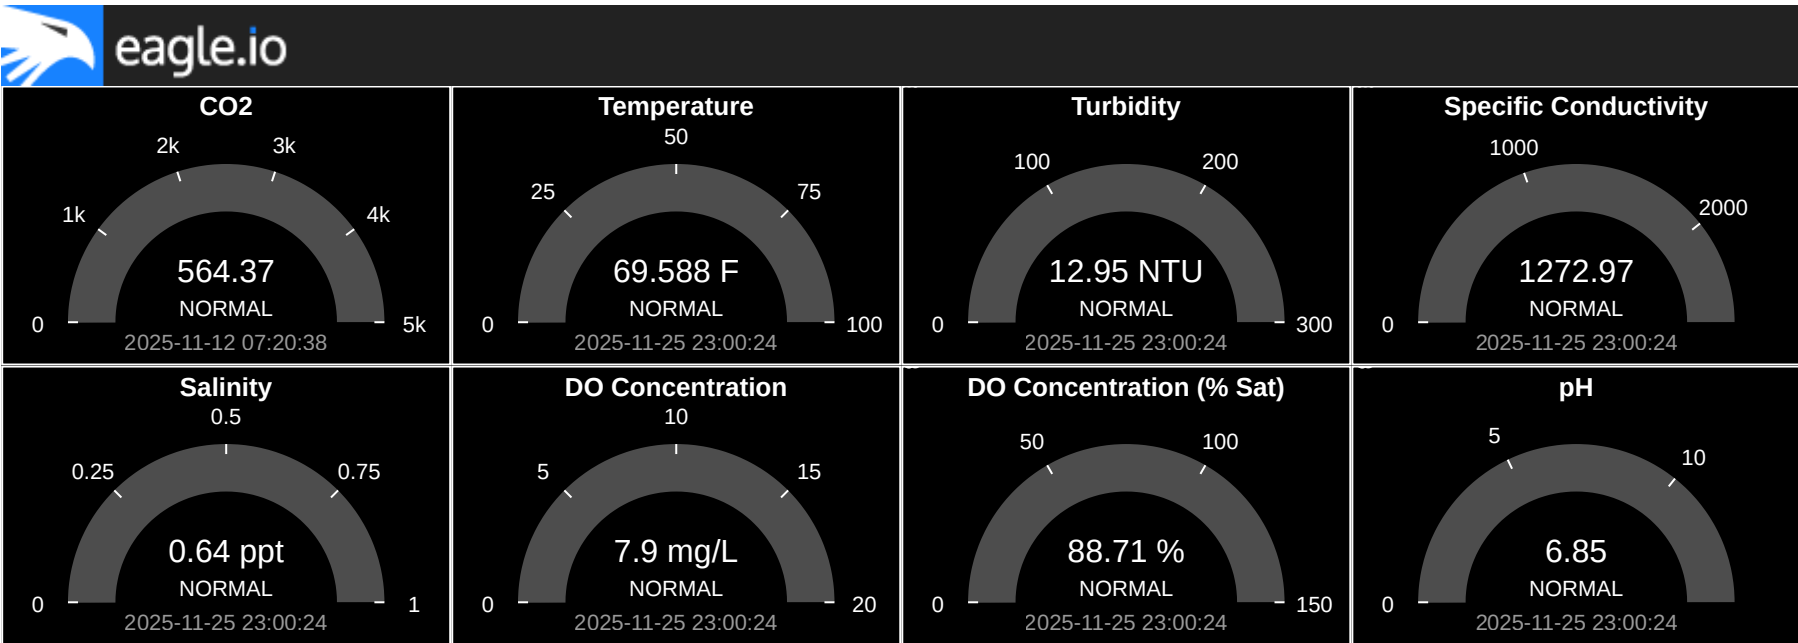 eagle.io
CO2
2k
3k
1k
4k
564.37
NORMAL
0
5k
2025-11-12 07:20:38
Temperature
50
25
75
69.588 F
NORMAL
0
100
2025-11-25 23:00:24
Turbidity
100
200
12.95 NTU
NORMAL
0
300
2025-11-25 23:00:24
Specific Conductivity
1000
2000
1272.97
NORMAL
0
2025-11-25 23:00:24
Salinity
0.5
0.25
0.75
0.64 ppt
NORMAL
0
1
2025-11-25 23:00:24
DO Concentration
10
5
15
7.9 mg/L
NORMAL
0
20
2025-11-25 23:00:24
DO Concentration (% Sat)
50
100
88.71 %
NORMAL
0
150
2025-11-25 23:00:24
pH
5
10
6.85
NORMAL
0
2025-11-25 23:00:24